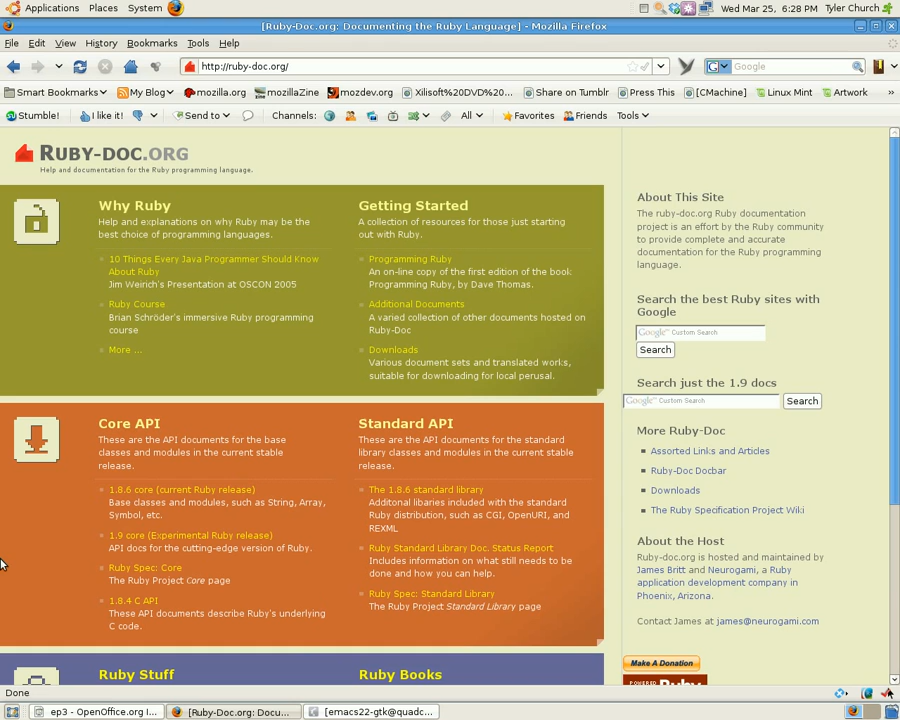 Applications Places System Wed Mar 25, 6:28 PM Tyler Church
[Ruby-Doc.org: Documenting the Ruby Language] - Mozilla Firefox
File Edit View History Bookmarks Tools Help
http://ruby-doc.org/ Google
Smart Bookmarks My Blog mozilla.org mozillaZine mozdev.org Xilisoft%20DVD%20... Share on Tumblr Press This [CMachine] Linux Mint Artwork »
Stumble! I like it! Send to Channels: All Favorites Friends Tools
RUBY-DOC.ORG
Help and documentation for the Ruby programming language.
Why Ruby
Help and explanations on why Ruby may be the
best choice of programming languages.
10 Things Every Java Programmer Should Know
About Ruby
Jim Weirich's Presentation at OSCON 2005
Ruby Course
Brian Schröder's immersive Ruby programming
course
More ...
Getting Started
A collection of resources for those just starting
out with Ruby.
Programming Ruby
An on-line copy of the first edition of the book
Programming Ruby, by Dave Thomas.
Additional Documents
A varied collection of other documents hosted on
Ruby-Doc
Downloads
Various document sets and translated works,
suitable for downloading for local perusal.
Core API
These are the API documents for the base
classes and modules in the current stable
release.
1.8.6 core (current Ruby release)
Base classes and modules, such as String, Array,
Symbol, etc.
1.9 core (Experimental Ruby release)
API docs for the cutting-edge version of Ruby.
Ruby Spec: Core
The Ruby Project Core page
1.8.4 C API
These API documents describe Ruby's underlying
C code.
Standard API
These are the API documents for the standard
library classes and modules in the current stable
release.
The 1.8.6 standard library
Additonal libaries included with the standard
Ruby distribution, such as CGI, OpenURI, and
REXML
Ruby Standard Library Doc. Status Report
Includes information on what still needs to be
done and how you can help.
Ruby Spec: Standard Library
The Ruby Project Standard Library page
Ruby Stuff
Ruby Books
About This Site
The ruby-doc.org Ruby documentation
project is an effort by the Ruby community
to provide complete and accurate
documentation for the Ruby programming
language.
Search the best Ruby sites with
Google
Google™ Custom Search
Search
Search just the 1.9 docs
Google™ Custom Search Search
More Ruby-Doc
Assorted Links and Articles
Ruby-Doc Docbar
Downloads
The Ruby Specification Project Wiki
About the Host
Ruby-doc.org is hosted and maintained by
James Britt and Neurogami, a Ruby
application development company in
Phoenix, Arizona.
Contact James at james@neurogami.com
Make A Donation
POWERED Ruby
Done
ep3 - OpenOffice.org I... [Ruby-Doc.org: Docu... [emacs22-gtk@quadc...